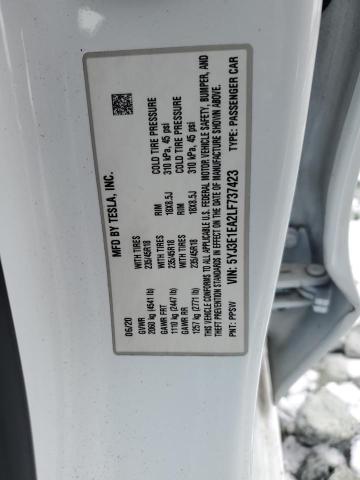 MFD BY TESLA, INC.
06/20
GVWR
2060 kg (4541 lb)
WITH TIRES
235/45R18
RIM
18X8.5J
COLD TIRE PRESSURE
310 kPa, 45 psi
GAWR FRT
1110 kg (2447 lb)
WITH TIRES
235/45R18
RIM
18X8.5J
COLD TIRE PRESSURE
310 kPa, 45 psi
GAWR RR
1257 kg (2771 lb)
THIS VEHICLE CONFORMS TO ALL APPLICABLE U.S. FEDERAL MOTOR VEHICLE SAFETY, BUMPER, AND
THEFT PREVENTION STANDARDS IN EFFECT ON THE DATE OF MANUFACTURE SHOWN ABOVE.
VIN: 5YJ3E1EA2LF737423
TYPE: PASSENGER CAR
PNT: PPSW